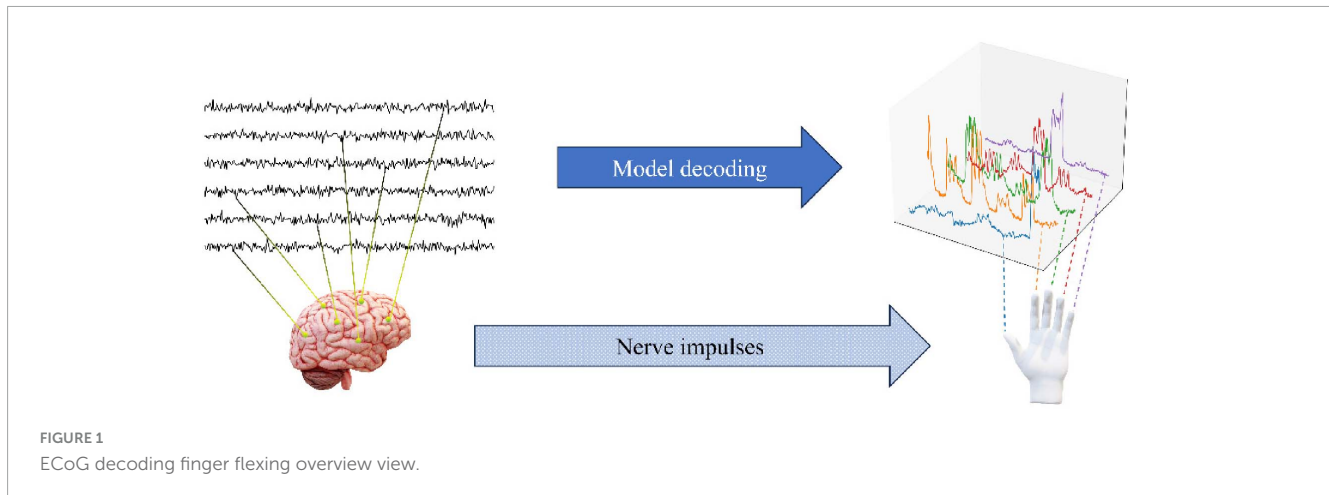 Model decoding
Nerve impulses
FIGURE 1
ECoG decoding finger flexing overview view.